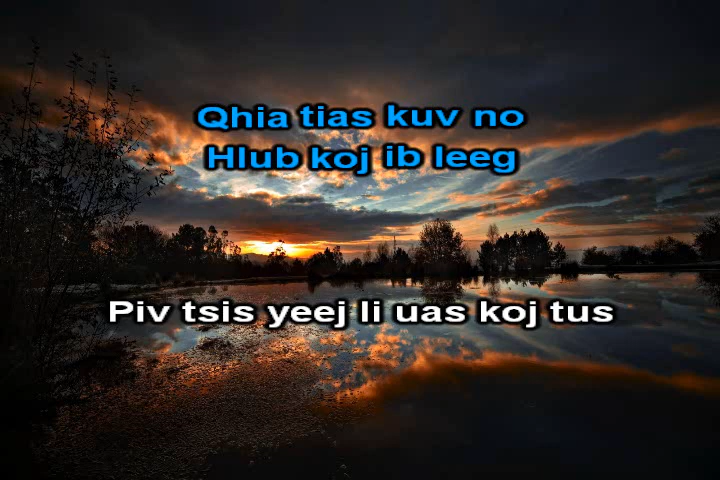 Qhia tias kuv no
Hlub koj ib leeg
Piv tsis yeej li uas koj tus